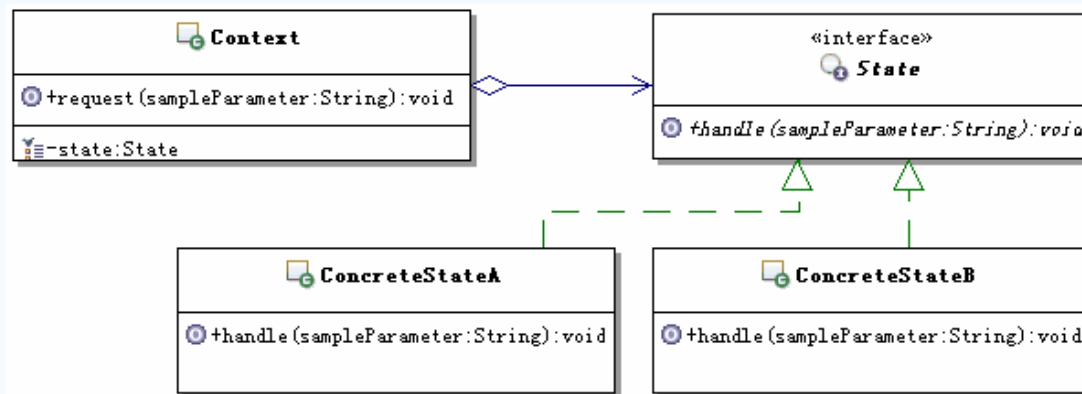 Context
+request(sampleParameter:String):void
-state:State
«interface»
State
+handle(sampleParameter:String):void
ConcreteStateA
+handle(sampleParameter:String):void
ConcreteStateB
+handle(sampleParameter:String):void